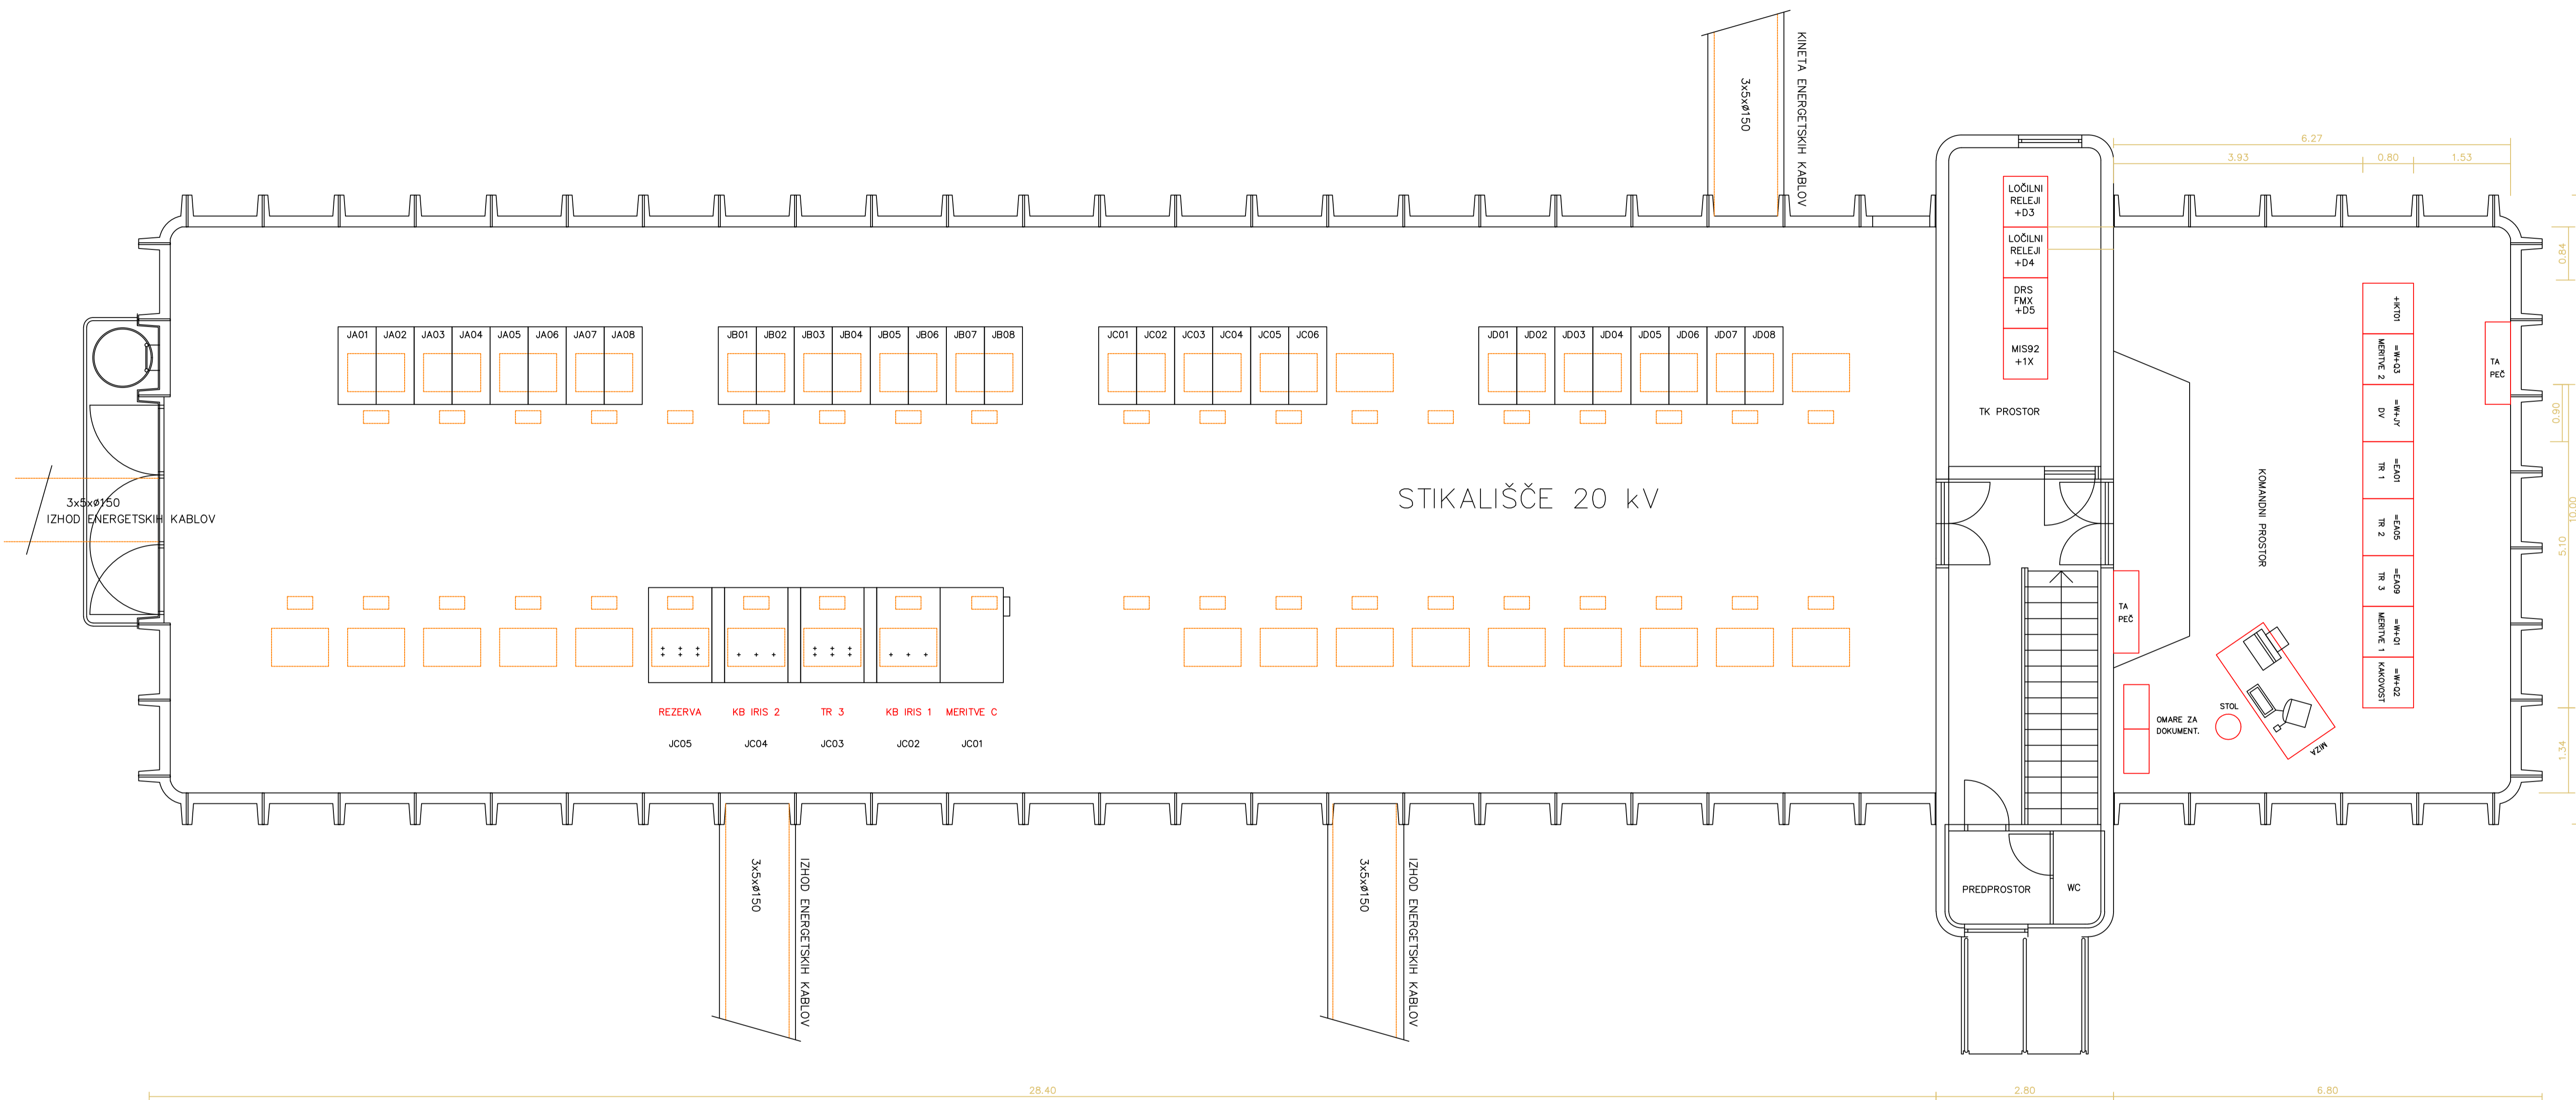 KINETA ENERGETSKIH KABLOV
3x5xø150
6.27
3.93
0.80
1.53
LOČILNI
RELEJI
+D3
LOČILNI
RELEJI
+D4
DRS
FMX
+D5
MIS92
+1X
TK PROSTOR
0.84
JA01
JA02
JA03
JA04
JA05
JA06
JA07
JA08
JB01
JB02
JB03
JB04
JB05
JB06
JB07
JB08
JC01
JC02
JC03
JC04
JC05
JC06
JD01
JD02
JD03
JD04
JD05
JD06
JD07
JD08
+IKT01
=W+Q3
MERITVE 2
=W+JY
DV
=EA01
TR 1
=EA05
TR 2
=EA09
TR 3
=W+Q1
MERITVE 1
=W+Q2
KAKOVOST
TA
PEČ
0.90
10.00
5.10
1.34
STIKALIŠČE 20 kV
KOMANDNI PROSTOR
3x5xø150
IZHOD ENERGETSKIH KABLOV
TA
PEČ
REZERVA
KB IRIS 2
TR 3
KB IRIS 1
MERITVE C
JC05
JC04
JC03
JC02
JC01
OMARE ZA
DOKUMENT.
STOL
MIZA
3x5xø150
IZHOD ENERGETSKIH KABLOV
3x5xø150
IZHOD ENERGETSKIH KABLOV
PREDPROSTOR
WC
28.40
2.80
6.80